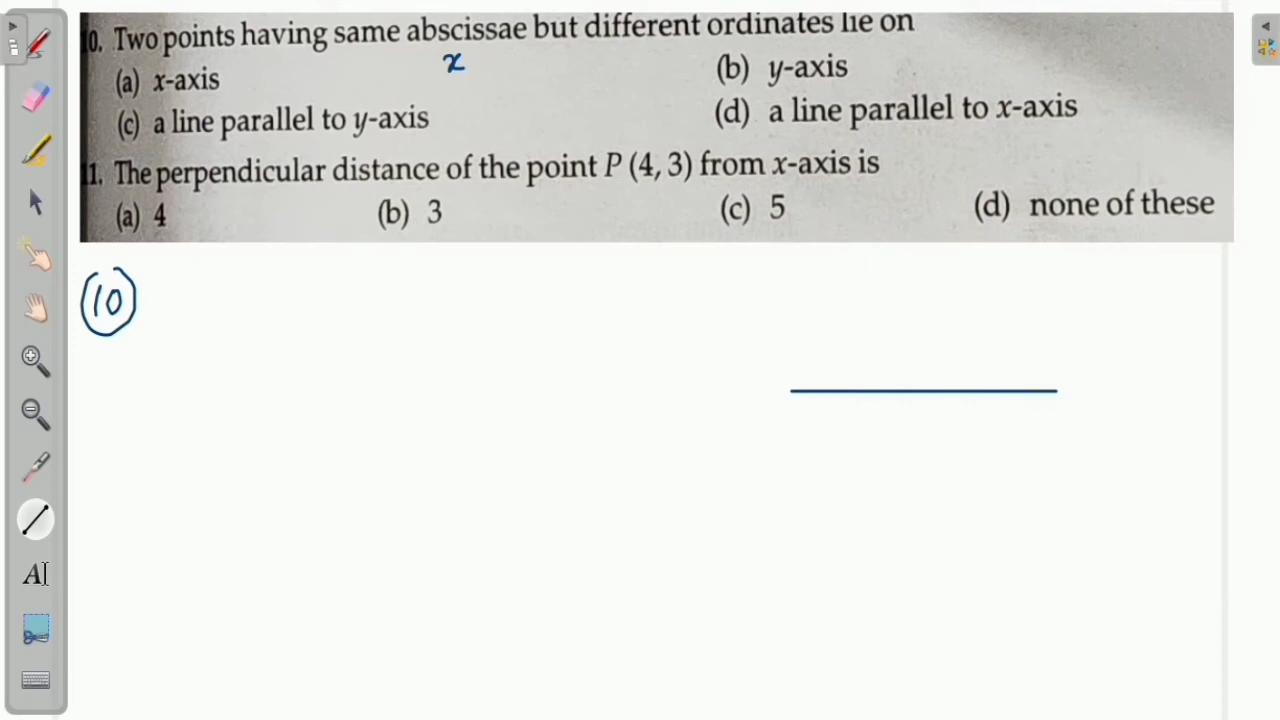 10. Two points having same abscissae but different ordinates lie on
x
(a) x-axis (b) y-axis
(c) a line parallel to y-axis (d) a line parallel to x-axis
11. The perpendicular distance of the point P (4, 3) from x-axis is
(a) 4 (b) 3 (c) 5 (d) none of these
10
A